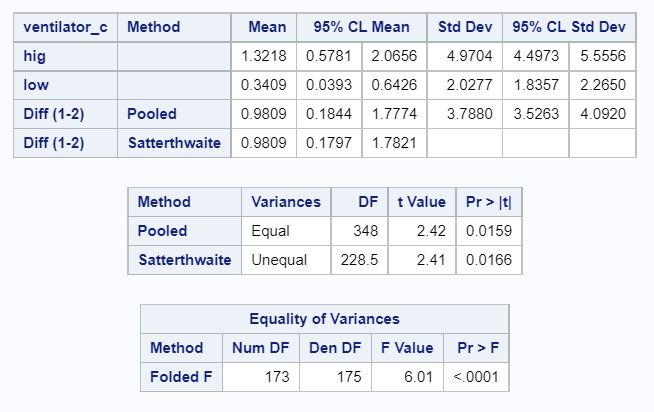 ventilator_c Method Mean 95% CL Mean Std Dev 95% CL Std Dev
hig 1.3218 0.5781 2.0656 4.9704 4.4973 5.5556
low 0.3409 0.0393 0.6426 2.0277 1.8357 2.2650
Diff (1-2) Pooled 0.9809 0.1844 1.7774 3.7880 3.5263 4.0920
Diff (1-2) Satterthwaite 0.9809 0.1797 1.7821
Method Variances DF t Value Pr > |t|
Pooled Equal 348 2.42 0.0159
Satterthwaite Unequal 228.5 2.41 0.0166
Equality of Variances
Method Num DF Den DF F Value Pr > F
Folded F 173 175 6.01 <.0001